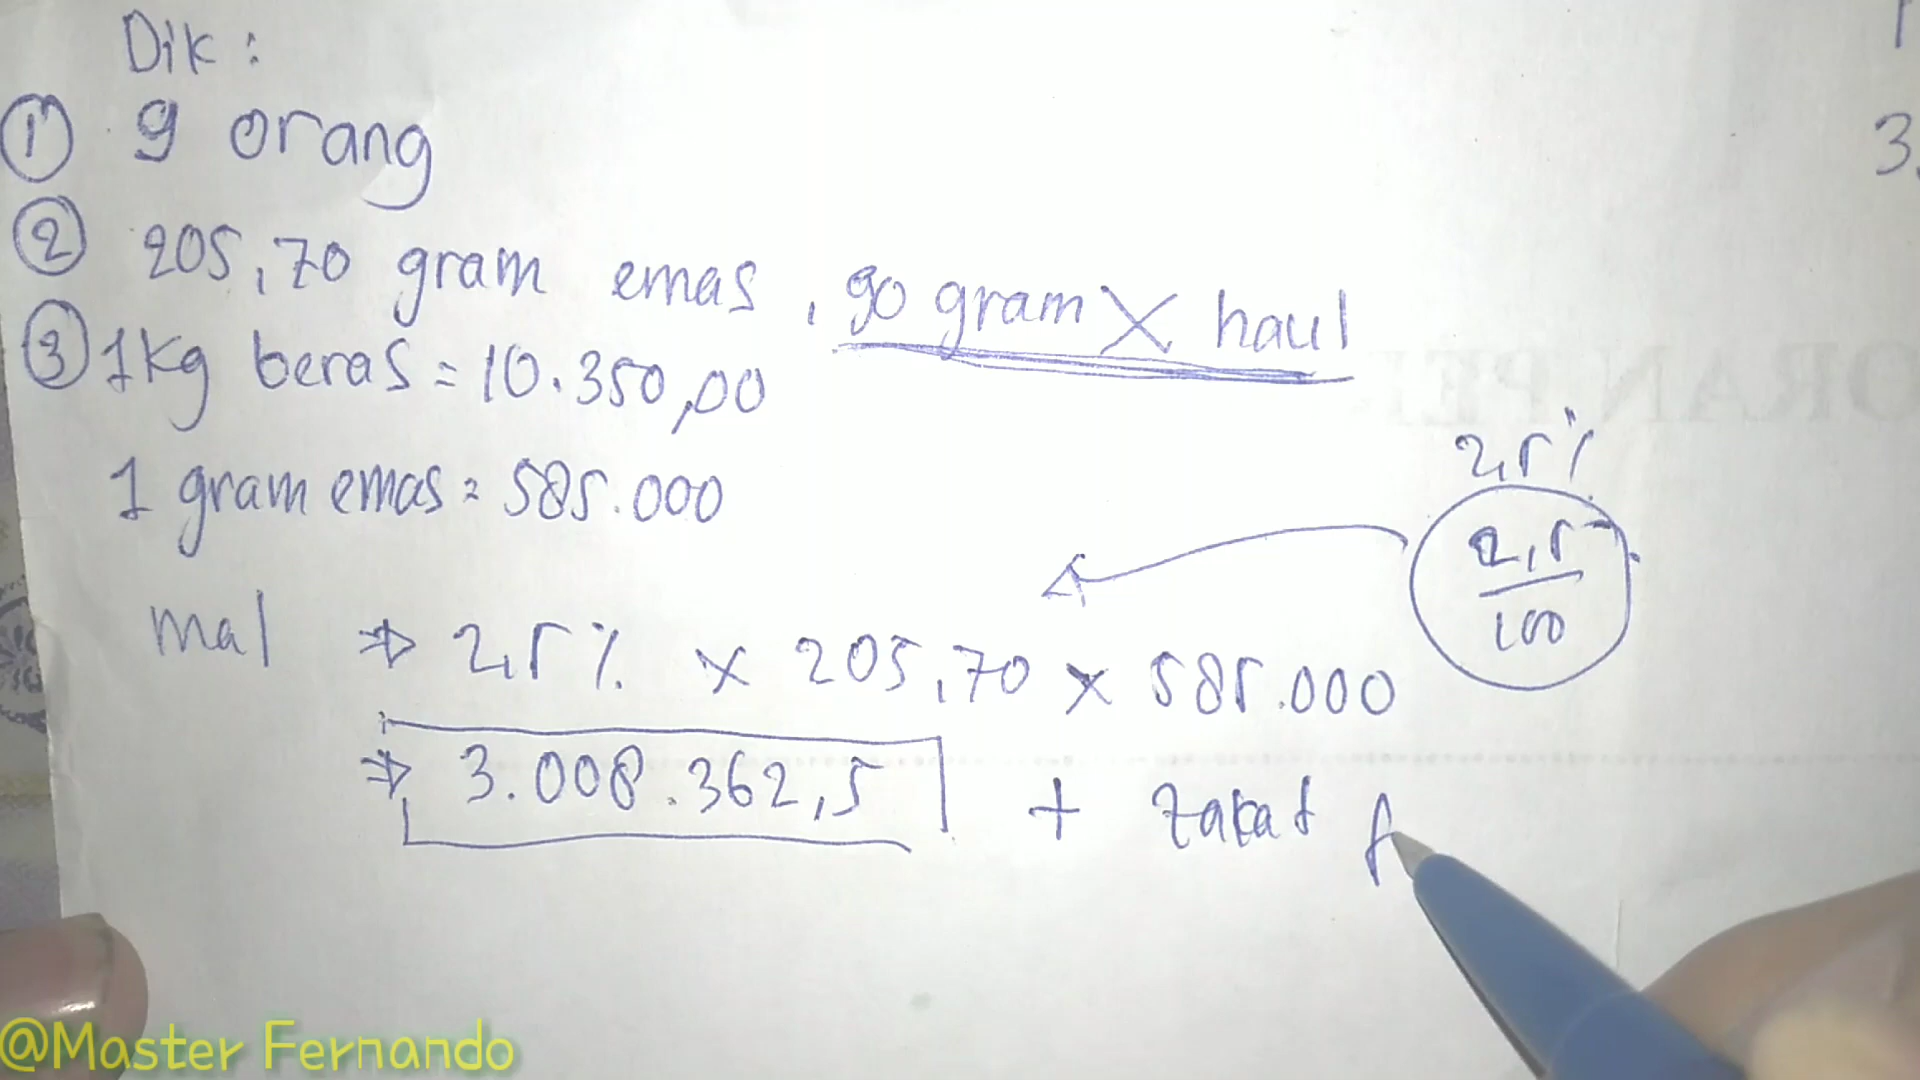 Dik :
① 9 orang
② 205,70 gram emas , 90 gram X haul
③ 1kg beras = 10.350,00
1 gram emas = 585.000
2,5%
2,5
100
mal ⇒ 2,5% x 205,70 x 585.000
⇒ 3.008.362,5 + zakat f
@Master Fernando